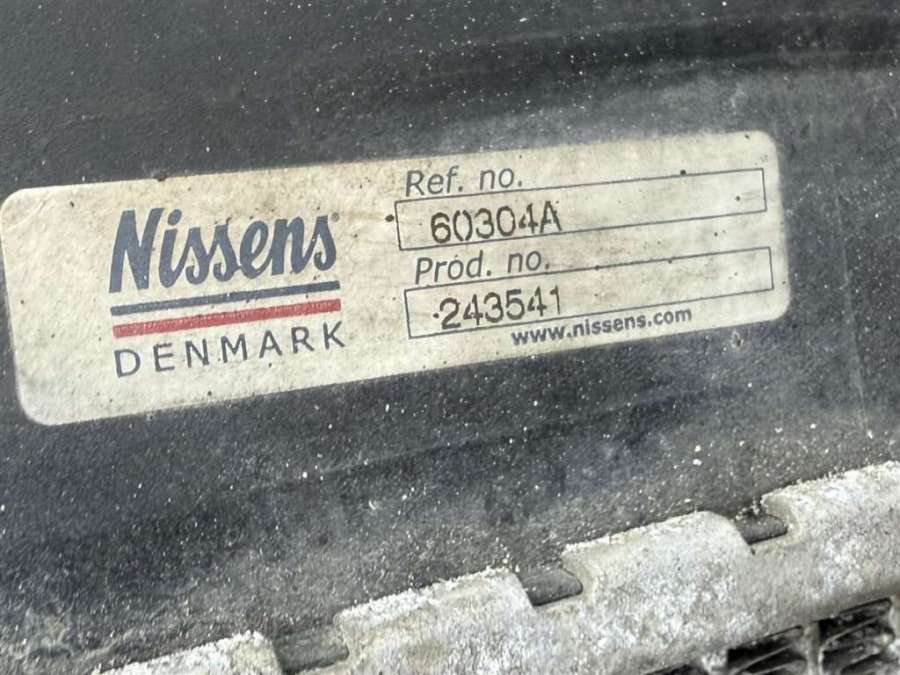 Nissens
DENMARK
Ref. no.
60304A
Prod. no.
243541
www.nissens.com